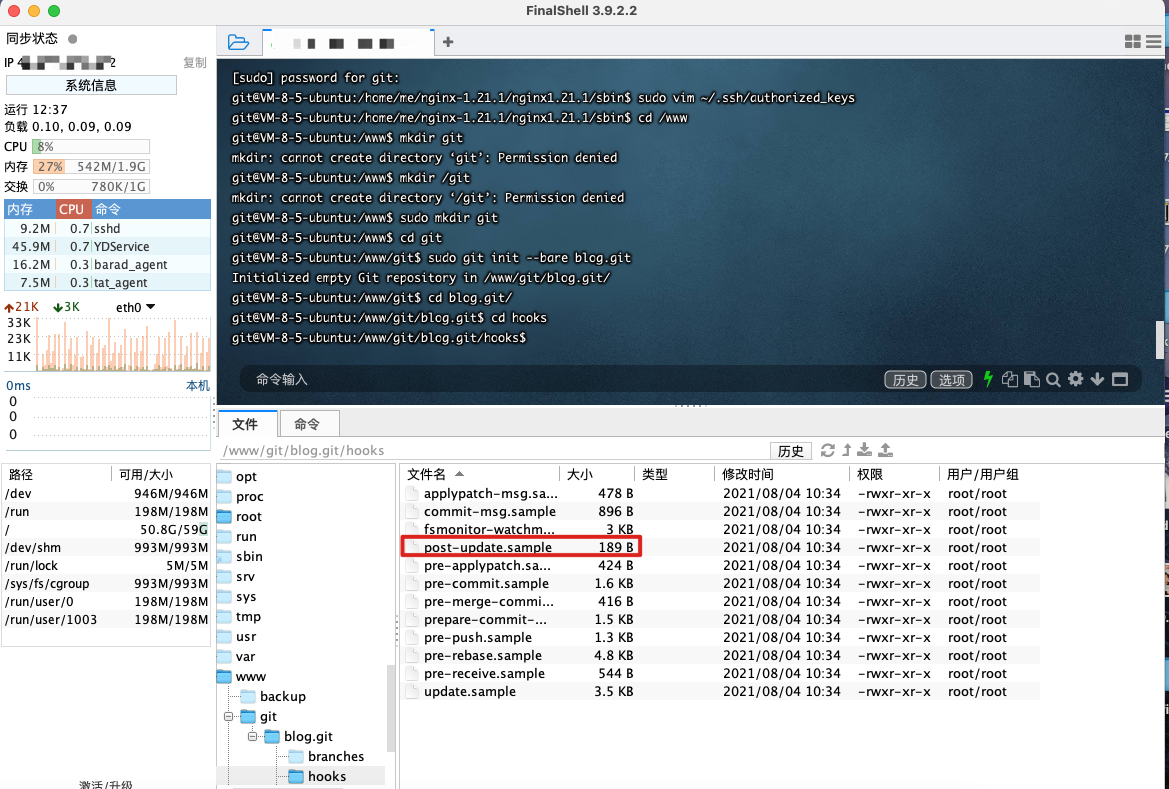 FinalShell 3.9.2.2
同步状态
IP 4
2
复制
系统信息
运行 12:37
负载 0.10, 0.09, 0.09
CPU 8%
内存 27% 542M/1.9G
交换 0% 780K/1G
内存 CPU 命令
9.2M 0.7 sshd
45.9M 0.7 YDService
16.2M 0.3 barad_agent
7.5M 0.3 tat_agent
21K 3K eth0
33K
23K
11K
0ms 本机
0
0
0
路径 可用/大小
/dev 946M/946M
/run 198M/198M
/ 50.8G/59G
/dev/shm 993M/993M
/run/lock 5M/5M
/sys/fs/cgroup 993M/993M
/run/user/0 198M/198M
/run/user/1003 198M/198M
激活/升级
[sudo] password for git:
git@VM-8-5-ubuntu:/home/me/nginx-1.21.1/nginx1.21.1/sbin$ sudo vim ~/.ssh/authorized_keys
git@VM-8-5-ubuntu:/home/me/nginx-1.21.1/nginx1.21.1/sbin$ cd /www
git@VM-8-5-ubuntu:/www$ mkdir git
mkdir: cannot create directory ‘git’: Permission denied
git@VM-8-5-ubuntu:/www$ mkdir /git
mkdir: cannot create directory ‘/git’: Permission denied
git@VM-8-5-ubuntu:/www$ sudo mkdir git
git@VM-8-5-ubuntu:/www$ cd git
git@VM-8-5-ubuntu:/www/git$ sudo git init --bare blog.git
Initialized empty Git repository in /www/git/blog.git/
git@VM-8-5-ubuntu:/www/git$ cd blog.git/
git@VM-8-5-ubuntu:/www/git/blog.git$ cd hooks
git@VM-8-5-ubuntu:/www/git/blog.git/hooks$
命令输入 历史 选项
文件 命令
/www/git/blog.git/hooks 历史
opt
proc
root
run
sbin
srv
sys
tmp
usr
var
www
backup
git
blog.git
branches
hooks
文件名 大小 类型 修改时间 权限 用户/用户组
applypatch-msg.sa... 478 B 2021/08/04 10:34 -rwxr-xr-x root/root
commit-msg.sample 896 B 2021/08/04 10:34 -rwxr-xr-x root/root
fsmonitor-watchm... 3 KB 2021/08/04 10:34 -rwxr-xr-x root/root
post-update.sample 189 B 2021/08/04 10:34 -rwxr-xr-x root/root
pre-applypatch.sa... 424 B 2021/08/04 10:34 -rwxr-xr-x root/root
pre-commit.sample 1.6 KB 2021/08/04 10:34 -rwxr-xr-x root/root
pre-merge-commi... 416 B 2021/08/04 10:34 -rwxr-xr-x root/root
prepare-commit-... 1.5 KB 2021/08/04 10:34 -rwxr-xr-x root/root
pre-push.sample 1.3 KB 2021/08/04 10:34 -rwxr-xr-x root/root
pre-rebase.sample 4.8 KB 2021/08/04 10:34 -rwxr-xr-x root/root
pre-receive.sample 544 B 2021/08/04 10:34 -rwxr-xr-x root/root
update.sample 3.5 KB 2021/08/04 10:34 -rwxr-xr-x root/root